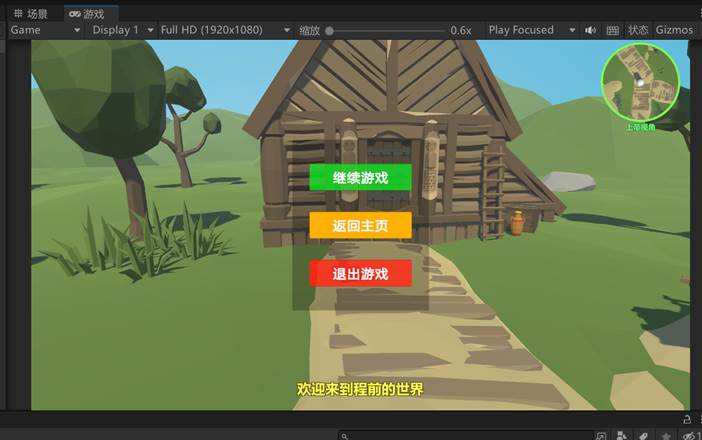 场景 游戏
Game Display 1 Full HD (1920x1080) 缩放 0.6x Play Focused 状态 Gizmos
上帝视角
继续游戏
返回主页
退出游戏
欢迎来到程前的世界